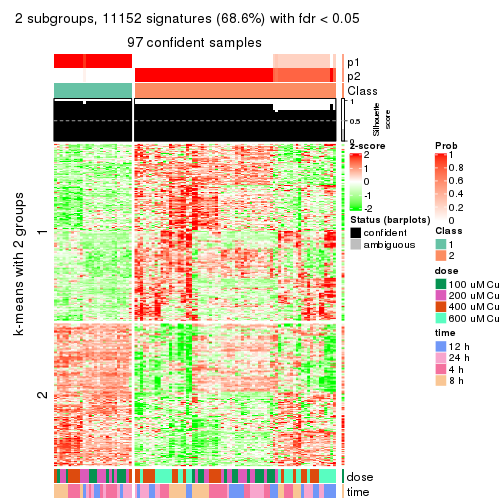 2 subgroups, 11152 signatures (68.6%) with fdr < 0.05
97 confident samples
p1
p2
Class
1
0.5
0
Silhouette
score
k-means with 2 groups
1
2
z-score
2
1
0
-1
-2
Status (barplots)
confident
ambiguous
Prob
1
0.8
0.6
0.4
0.2
0
Class
1
2
dose
100 uM Cu
200 uM Cu
400 uM Cu
600 uM Cu
time
12 h
24 h
4 h
8 h
dose
time